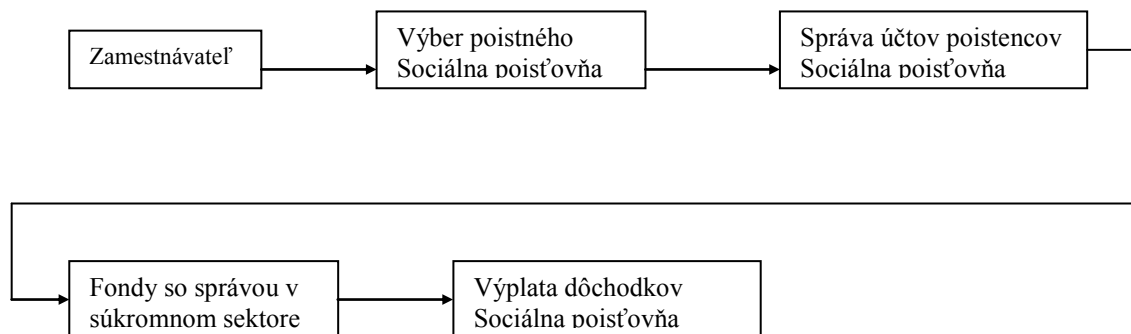 Zamestnávateľ
Výber poistného
Sociálna poisťovňa
Správa účtov poistencov
Sociálna poisťovňa
Fondy so správou v
súkromnom sektore
Výplata dôchodkov
Sociálna poisťovňa